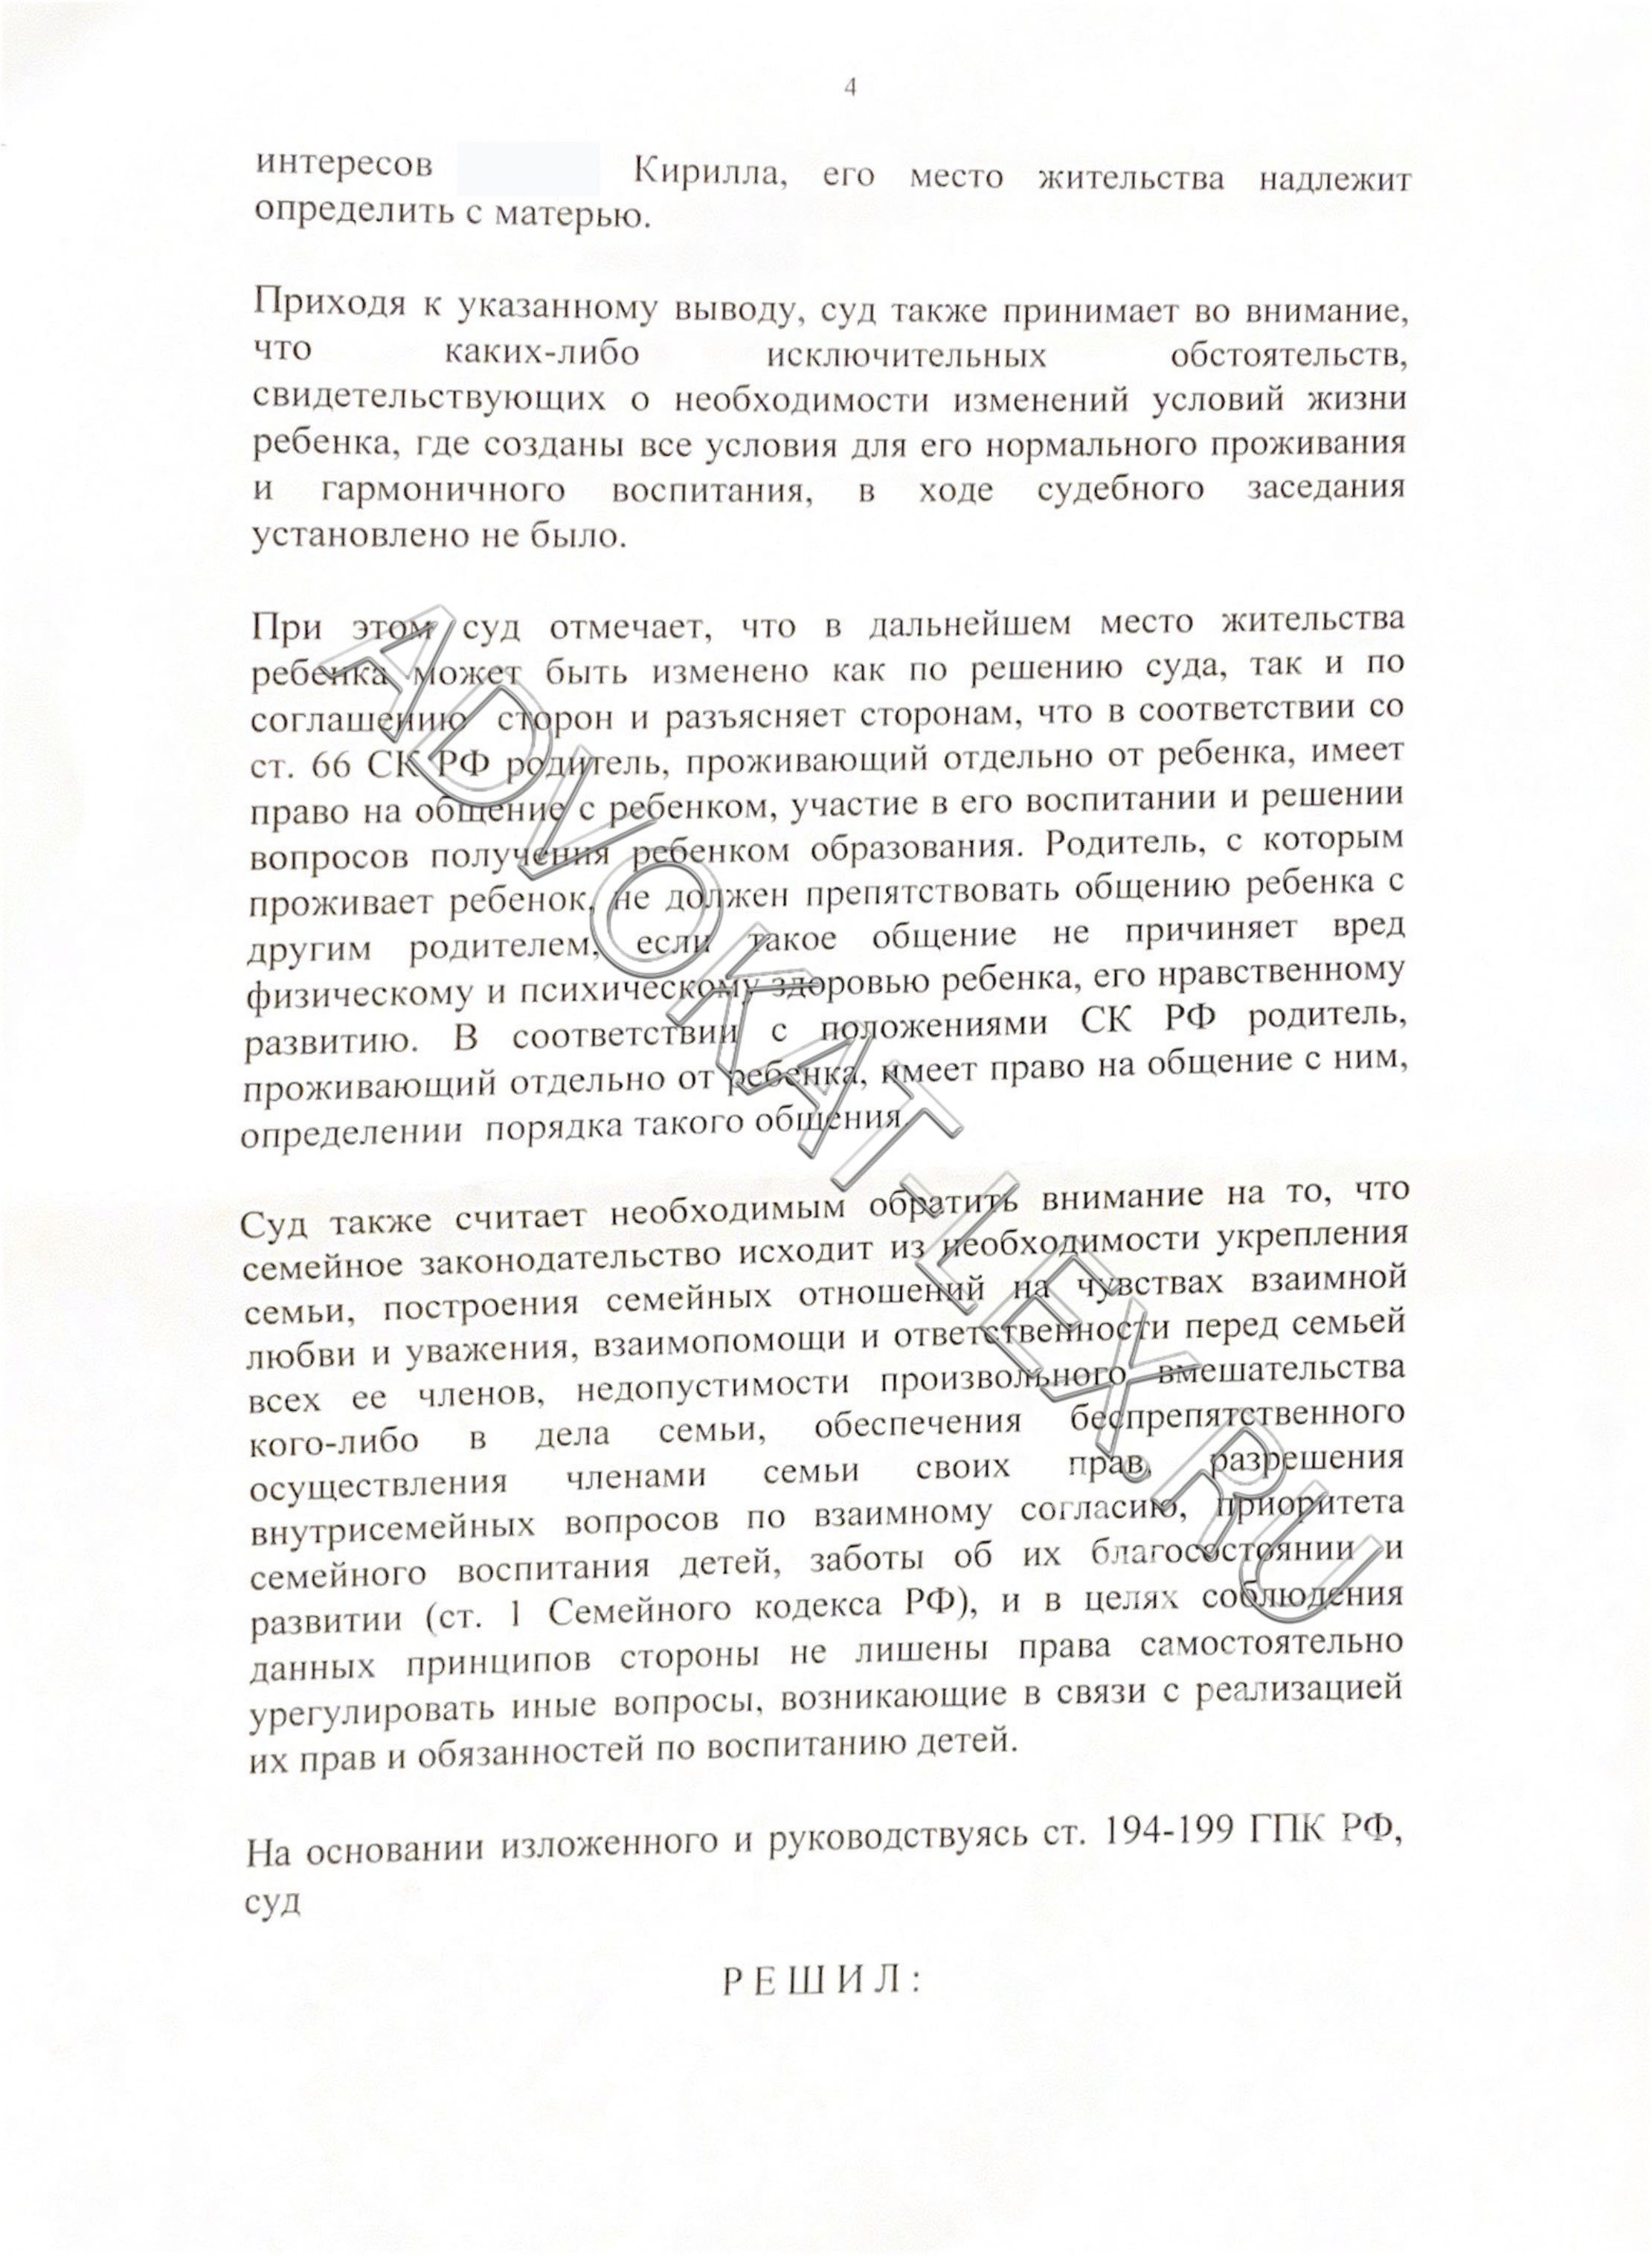 4
интересов Кирилла, его место жительства надлежит
определить с матерью.
Приходя к указанному выводу, суд также принимает во внимание,
что каких-либо исключительных обстоятельств,
свидетельствующих о необходимости изменений условий жизни
ребенка, где созданы все условия для его нормального проживания
и гармоничного воспитания, в ходе судебного заседания
установлено не было.
При этом суд отмечает, что в дальнейшем место жительства
ребенка может быть изменено как по решению суда, так и по
соглашению сторон и разъясняет сторонам, что в соответствии со
ст. 66 СК РФ родитель, проживающий отдельно от ребенка, имеет
право на общение с ребенком, участие в его воспитании и решении
вопросов получения ребенком образования. Родитель, с которым
проживает ребенок, не должен препятствовать общению ребенка с
другим родителем, если такое общение не причиняет вред
физическому и психическому здоровью ребенка, его нравственному
развитию. В соответствии с положениями СК РФ родитель,
проживающий отдельно от ребенка, имеет право на общение с ним,
определении порядка такого общения.
Суд также считает необходимым обратить внимание на то, что
семейное законодательство исходит из необходимости укрепления
семьи, построения семейных отношений на чувствах взаимной
любви и уважения, взаимопомощи и ответственности перед семьей
всех ее членов, недопустимости произвольного вмешательства
кого-либо в дела семьи, обеспечения беспрепятственного
осуществления членами семьи своих прав, разрешения
внутрисемейных вопросов по взаимному согласию, приоритета
семейного воспитания детей, заботы об их благосостоянии и
развитии (ст. 1 Семейного кодекса РФ), и в целях соблюдения
данных принципов стороны не лишены права самостоятельно
урегулировать иные вопросы, возникающие в связи с реализацией
их прав и обязанностей по воспитанию детей.
На основании изложенного и руководствуясь ст. 194-199 ГПК РФ,
суд
Р Е Ш И Л :
ADVOKAT-LEX.RU